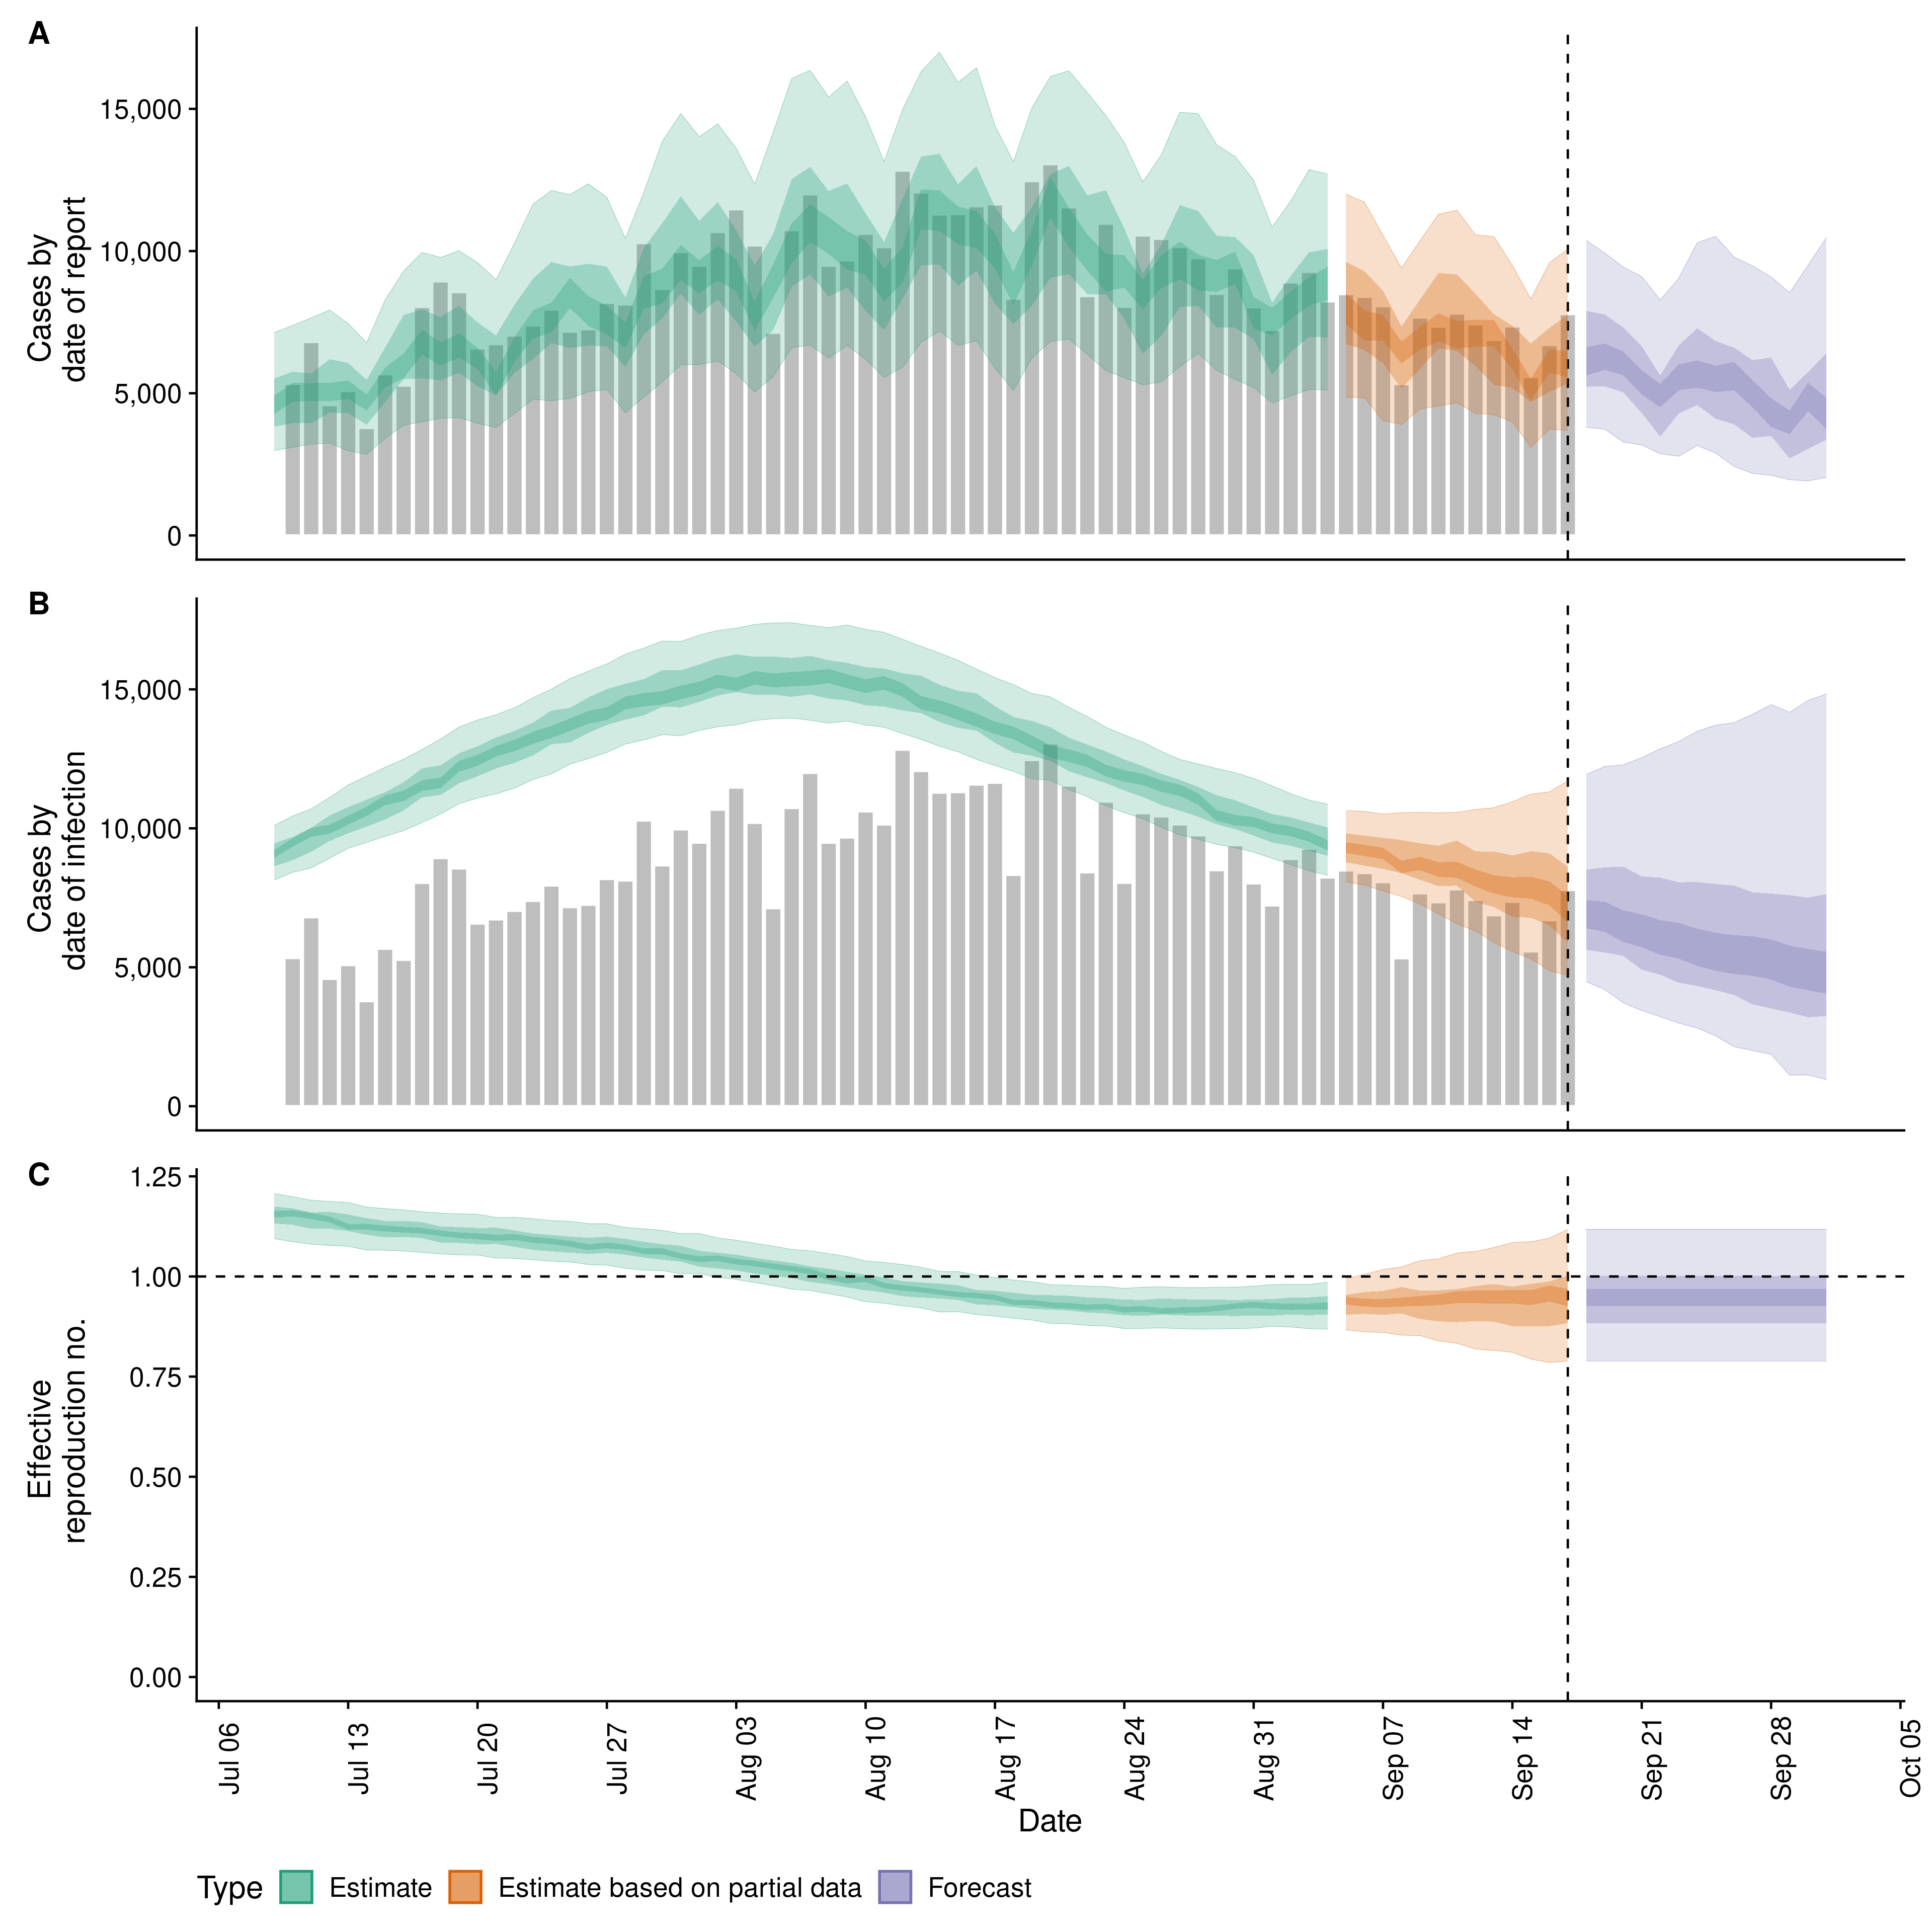 A
Cases by
date of report
15,000
10,000
5,000
0
B
Cases by
date of infection
15,000
10,000
5,000
0
C
Effective
reproduction no.
1.25
1.00
0.75
0.50
0.25
0.00
Jul 06
Jul 13
Jul 20
Jul 27
Aug 03
Aug 10
Aug 17
Aug 24
Aug 31
Sep 07
Sep 14
Sep 21
Sep 28
Oct 05
Date
Type Estimate Estimate based on partial data Forecast